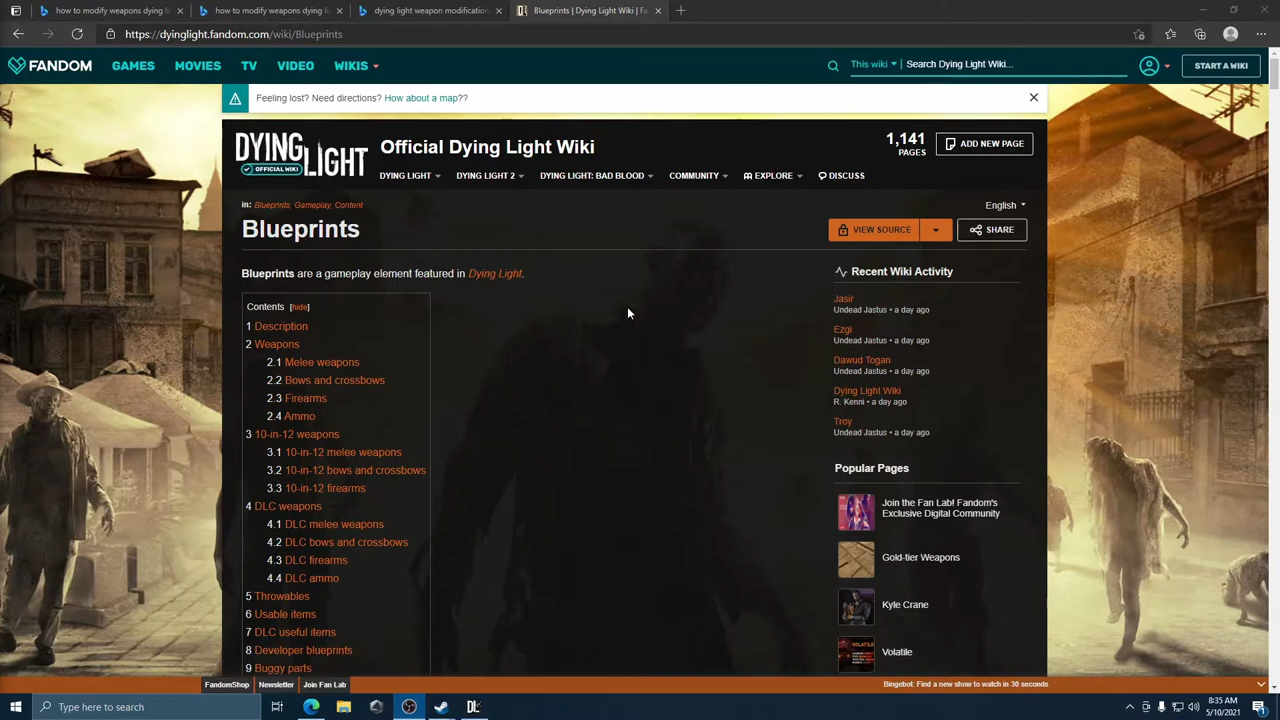 how to modify weapons dying l
how to modify weapons dying l
dying light weapon modification
Blueprints | Dying Light Wiki | Fa
https://dyinglight.fandom.com/wiki/Blueprints
FANDOM GAMES MOVIES TV VIDEO WIKIS
This wiki Search Dying Light Wiki...
START A WIKI
Feeling lost? Need directions? How about a map??
DYING LIGHT
OFFICIAL WIKI
Official Dying Light Wiki
1,141
PAGES
ADD NEW PAGE
DYING LIGHT DYING LIGHT 2 DYING LIGHT: BAD BLOOD COMMUNITY EXPLORE DISCUSS
in: Blueprints, Gameplay, Content
English
Blueprints
VIEW SOURCE
SHARE
Blueprints are a gameplay element featured in Dying Light.
Contents [hide]
1 Description
2 Weapons
2.1 Melee weapons
2.2 Bows and crossbows
2.3 Firearms
2.4 Ammo
3 10-in-12 weapons
3.1 10-in-12 melee weapons
3.2 10-in-12 bows and crossbows
3.3 10-in-12 firearms
4 DLC weapons
4.1 DLC melee weapons
4.2 DLC bows and crossbows
4.3 DLC firearms
4.4 DLC ammo
5 Throwables
6 Usable items
7 DLC useful items
8 Developer blueprints
9 Buggy parts
Recent Wiki Activity
Jasir
Undead Jastus • a day ago
Ezgi
Undead Jastus • a day ago
Dawud Togan
Undead Jastus • a day ago
Dying Light Wiki
R. Kenni • a day ago
Troy
Undead Jastus • a day ago
Popular Pages
Join the Fan Lab! Fandom's
Exclusive Digital Community
Gold-tier Weapons
Kyle Crane
VOLATILE
Volatile
FandomShop Newsletter Join Fan Lab
Bingebot: Find a new show to watch in 30 seconds
Type here to search
DL
8:35 AM
5/10/2021
1